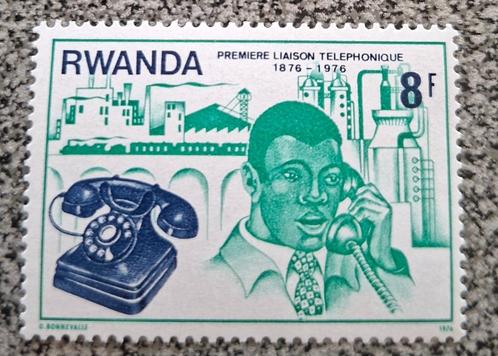 RWANDA
PREMIERE LIAISON TELEPHONIQUE
1876 - 1976
8F
O. BONNEVALLE
1976